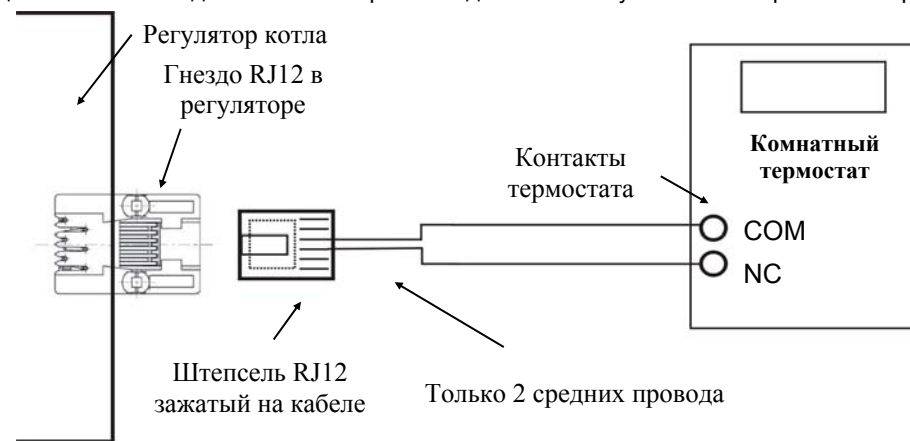 Регулятор котла
Гнездо RJ12 в
регуляторе
Контакты
термостата
Комнатный
термостат
COM
NC
Штепсель RJ12
зажатый на кабеле
Только 2 средних провода